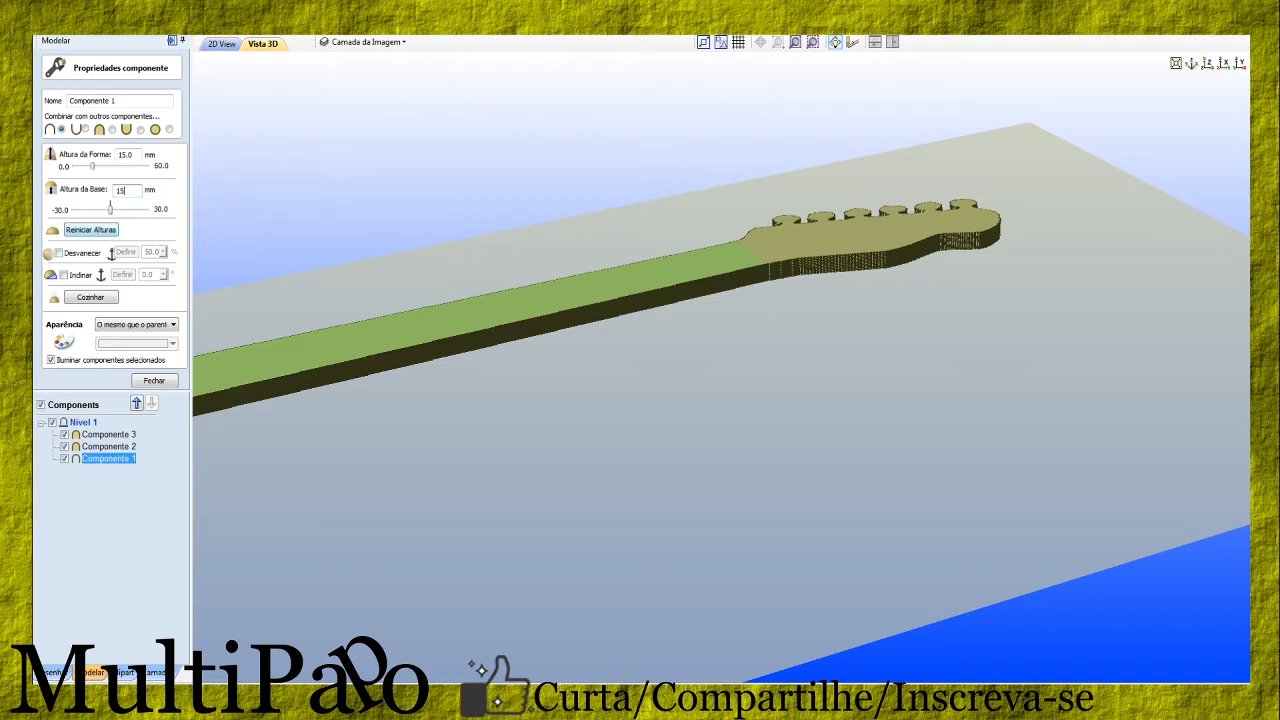 Modelar
2D View Vista 3D Camada da Imagem
Propriedades componente
Nome Componente 1
Combinar com outros componentes...
Altura da Forma: 15.0 mm
0.0 60.0
Altura da Base: 15 mm
-30.0 30.0
Reiniciar Alturas
Desvanecer Definir 50.0 %
Indinar Definir 0.0 °
Cozinhar
Aparência O mesmo que o parent
Iluminar componentes selecionados
Fechar
Components
Nivel 1
Componente 3
Componente 2
Componente 1
MultiPapo
Curta/Compartilhe/Inscreva-se